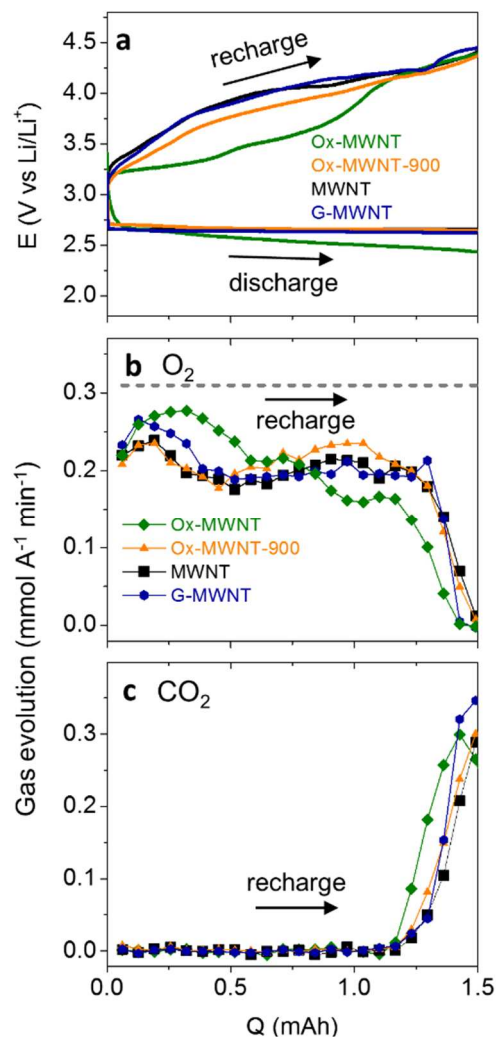 a
recharge
Ox-MWNT
Ox-MWNT-900
MWNT
G-MWNT
discharge
4.5
4.0
3.5
3.0
2.5
2.0
E (V vs Li/Li⁺)
b O₂
recharge
Ox-MWNT
Ox-MWNT-900
MWNT
G-MWNT
0.3
0.2
0.1
0.0
c CO₂
recharge
0.3
0.2
0.1
0.0
Gas evolution (mmol A⁻¹ min⁻¹)
0.0 0.5 1.0 1.5
Q (mAh)